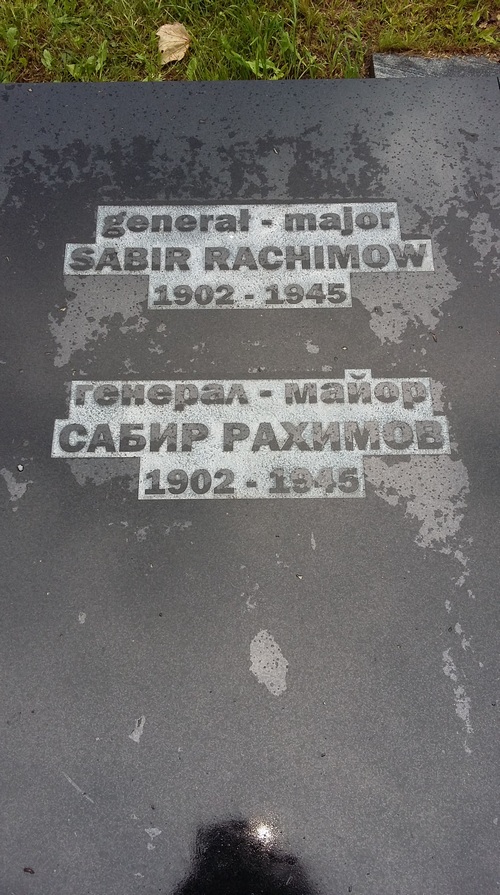 generał - major
SABIR RACHIMOW
1902 - 1945
генерал - майор
САБИР РАХИМОВ
1902 - 1945